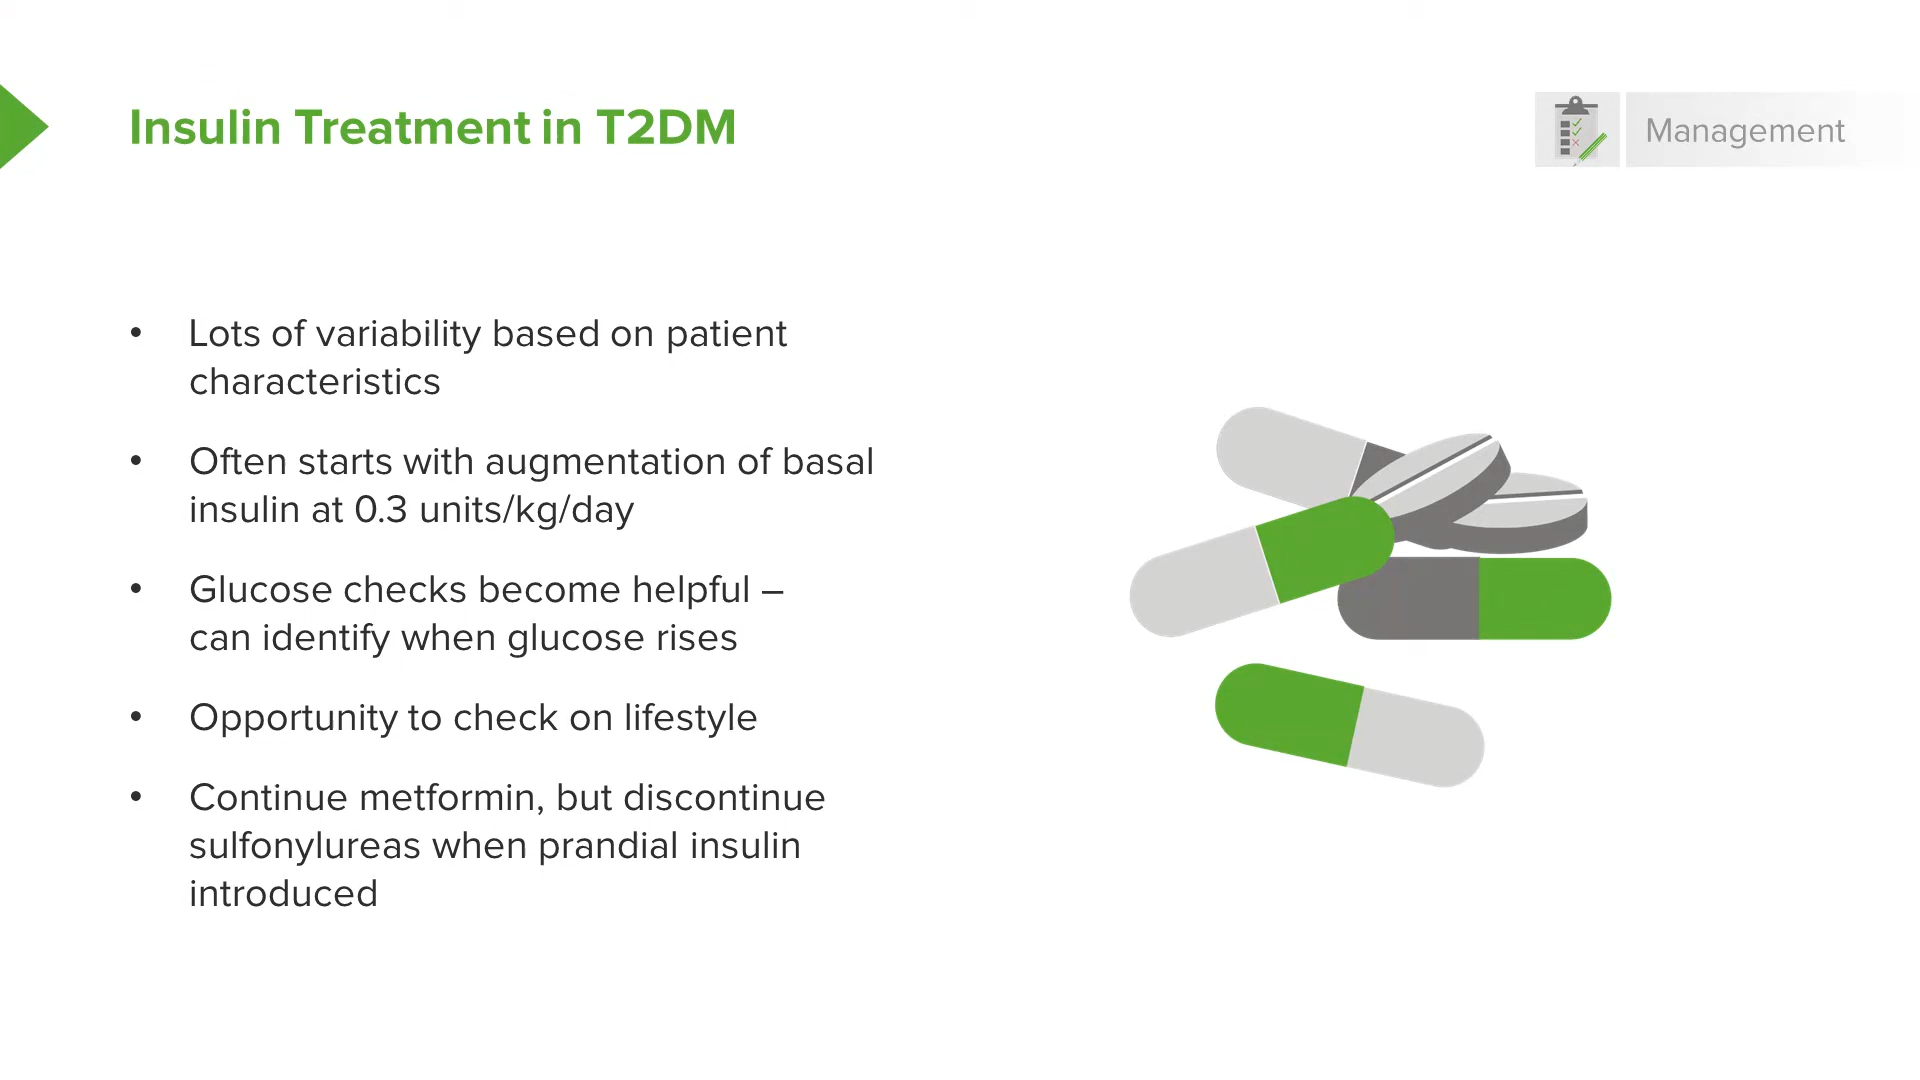 Insulin Treatment in T2DM
Management
• Lots of variability based on patient
characteristics
• Often starts with augmentation of basal
insulin at 0.3 units/kg/day
• Glucose checks become helpful –
can identify when glucose rises
• Opportunity to check on lifestyle
• Continue metformin, but discontinue
sulfonylureas when prandial insulin
introduced